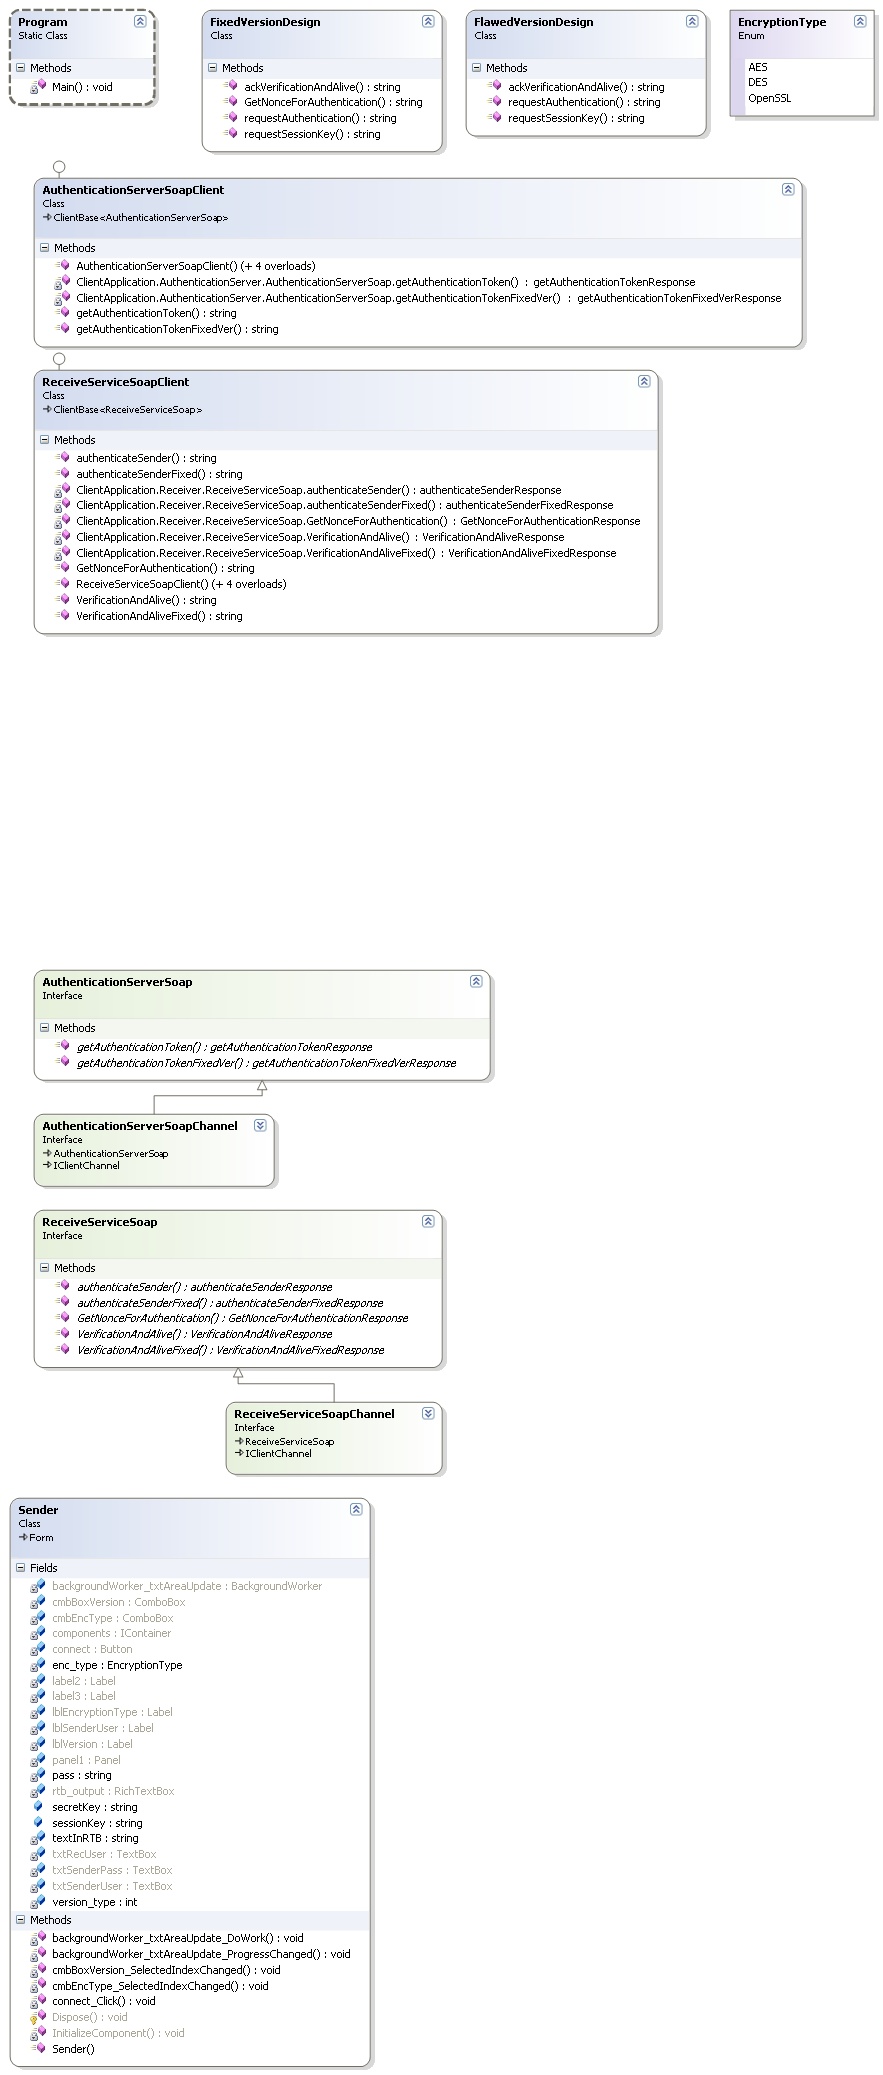 Program
Static Class
Methods
Main() : void
FixedVersionDesign
Class
Methods
ackVerificationAndAlive() : string
GetNonceForAuthentication() : string
requestAuthentication() : string
requestSessionKey() : string
FlawedVersionDesign
Class
Methods
ackVerificationAndAlive() : string
requestAuthentication() : string
requestSessionKey() : string
EncryptionType
Enum
AES
DES
OpenSSL
AuthenticationServerSoapClient
Class
ClientBase<AuthenticationServerSoap>
Methods
AuthenticationServerSoapClient() (+ 4 overloads)
ClientApplication.AuthenticationServer.AuthenticationServerSoap.getAuthenticationToken() : getAuthenticationTokenResponse
ClientApplication.AuthenticationServer.AuthenticationServerSoap.getAuthenticationTokenFixedVer() : getAuthenticationTokenFixedVerResponse
getAuthenticationToken() : string
getAuthenticationTokenFixedVer() : string
ReceiveServiceSoapClient
Class
ClientBase<ReceiveServiceSoap>
Methods
authenticateSender() : string
authenticateSenderFixed() : string
ClientApplication.Receiver.ReceiveServiceSoap.authenticateSender() : authenticateSenderResponse
ClientApplication.Receiver.ReceiveServiceSoap.authenticateSenderFixed() : authenticateSenderFixedResponse
ClientApplication.Receiver.ReceiveServiceSoap.GetNonceForAuthentication() : GetNonceForAuthenticationResponse
ClientApplication.Receiver.ReceiveServiceSoap.VerificationAndAlive() : VerificationAndAliveResponse
ClientApplication.Receiver.ReceiveServiceSoap.VerificationAndAliveFixed() : VerificationAndAliveFixedResponse
GetNonceForAuthentication() : string
ReceiveServiceSoapClient() (+ 4 overloads)
VerificationAndAlive() : string
VerificationAndAliveFixed() : string
AuthenticationServerSoap
Interface
Methods
getAuthenticationToken() : getAuthenticationTokenResponse
getAuthenticationTokenFixedVer() : getAuthenticationTokenFixedVerResponse
AuthenticationServerSoapChannel
Interface
AuthenticationServerSoap
IClientChannel
ReceiveServiceSoap
Interface
Methods
authenticateSender() : authenticateSenderResponse
authenticateSenderFixed() : authenticateSenderFixedResponse
GetNonceForAuthentication() : GetNonceForAuthenticationResponse
VerificationAndAlive() : VerificationAndAliveResponse
VerificationAndAliveFixed() : VerificationAndAliveFixedResponse
ReceiveServiceSoapChannel
Interface
ReceiveServiceSoap
IClientChannel
Sender
Class
Form
Fields
backgroundWorker_txtAreaUpdate : BackgroundWorker
cmbBoxVersion : ComboBox
cmbEncType : ComboBox
components : IContainer
connect : Button
enc_type : EncryptionType
label2 : Label
label3 : Label
lblEncryptionType : Label
lblSenderUser : Label
lblVersion : Label
panel1 : Panel
pass : string
rtb_output : RichTextBox
secretKey : string
sessionKey : string
textInRTB : string
txtRecUser : TextBox
txtSenderPass : TextBox
txtSenderUser : TextBox
version_type : int
Methods
backgroundWorker_txtAreaUpdate_DoWork() : void
backgroundWorker_txtAreaUpdate_ProgressChanged() : void
cmbBoxVersion_SelectedIndexChanged() : void
cmbEncType_SelectedIndexChanged() : void
connect_Click() : void
Dispose() : void
InitializeComponent() : void
Sender()